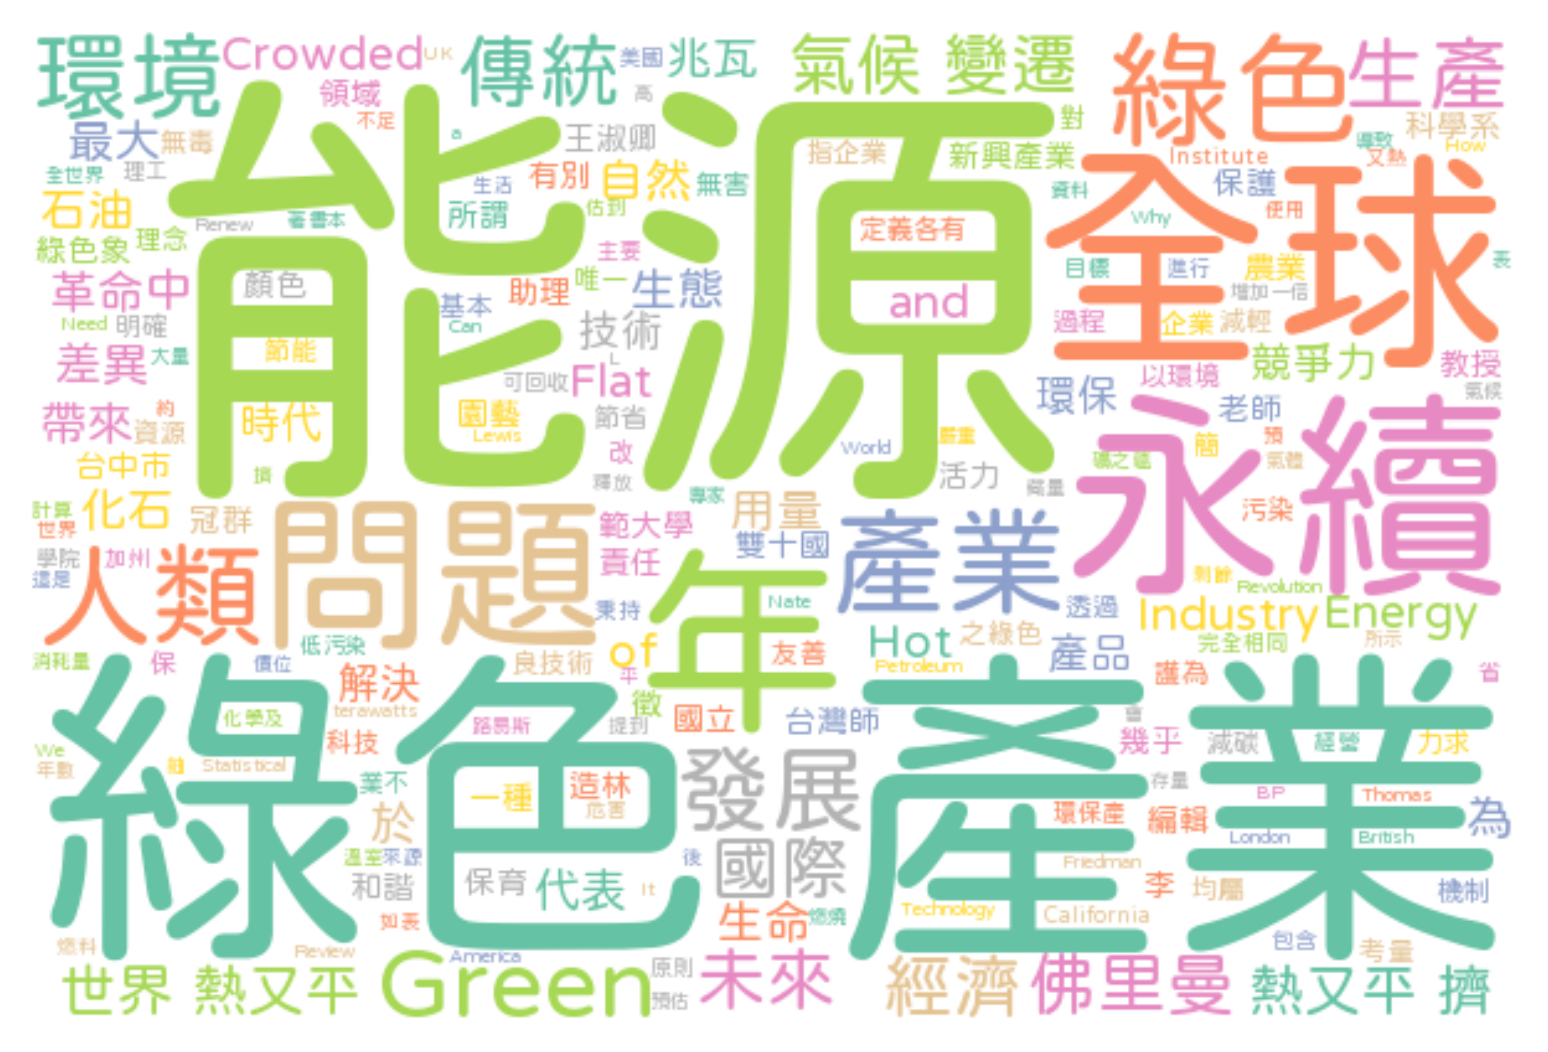 環境
Crowded
UK
傳統
美國
兆瓦
氣候 變遷
綠色
生產
領域
不足
高
a
王淑卿
對
科學系
最大
無毒
指企業
新興產業
Institute
導致
又熱
How
全世界
理工
能源
生活
有別
自然
無害
全球
保護
資料
使用
石油
Renew
著書本
所謂
估到
定義各有
Why
綠色象
理念
主要
目標
進行
農業
表
革命中
顏色
助理
唯一
生態
and
增加一倍
Need
明確
基本
Can
技術
過程
企業
減輕
差異
大量
節能
L
可回收
Flat
競爭力
教授
以環境
環保
氣候
帶來
約
資源
時代
園藝
Lewis
節省
改
World
嚴重
老師
永續
簡
預
台中市
擠
釋放
活力
氣體
化石
計算
世界
冠群
專家
用量
範大學
污染
問題
產業
雙十國
人類
加州
學院
這是
責任
年
Nate
剩餘
Revolution
秉持
透過
Industry
Energy
低污染
of
友善
Hot
之綠色
完全相同
所示
消耗量
保
價位
良技術
平
Petroleum
產品
護為
省
綠色
產業
解決
terawatts
徵
國立
台灣師
會
化學及
路易斯
提到
We
年數
科技
Statistical
幾乎
減碳
經營
力求
發展
業不
一種
造林
危害
存量
BP
Thomas
於
環保產
編輯
London
British
為
溫室
來源
國際
後
Friedman
和諧
保育
代表
It
李
均屬
機制
如表
生命
燃燒
Technology
California
燃料
Review
America
包含
考量
世界 熱又平
Green
原則
預估
未來
經濟
佛里曼
熱又平 擠